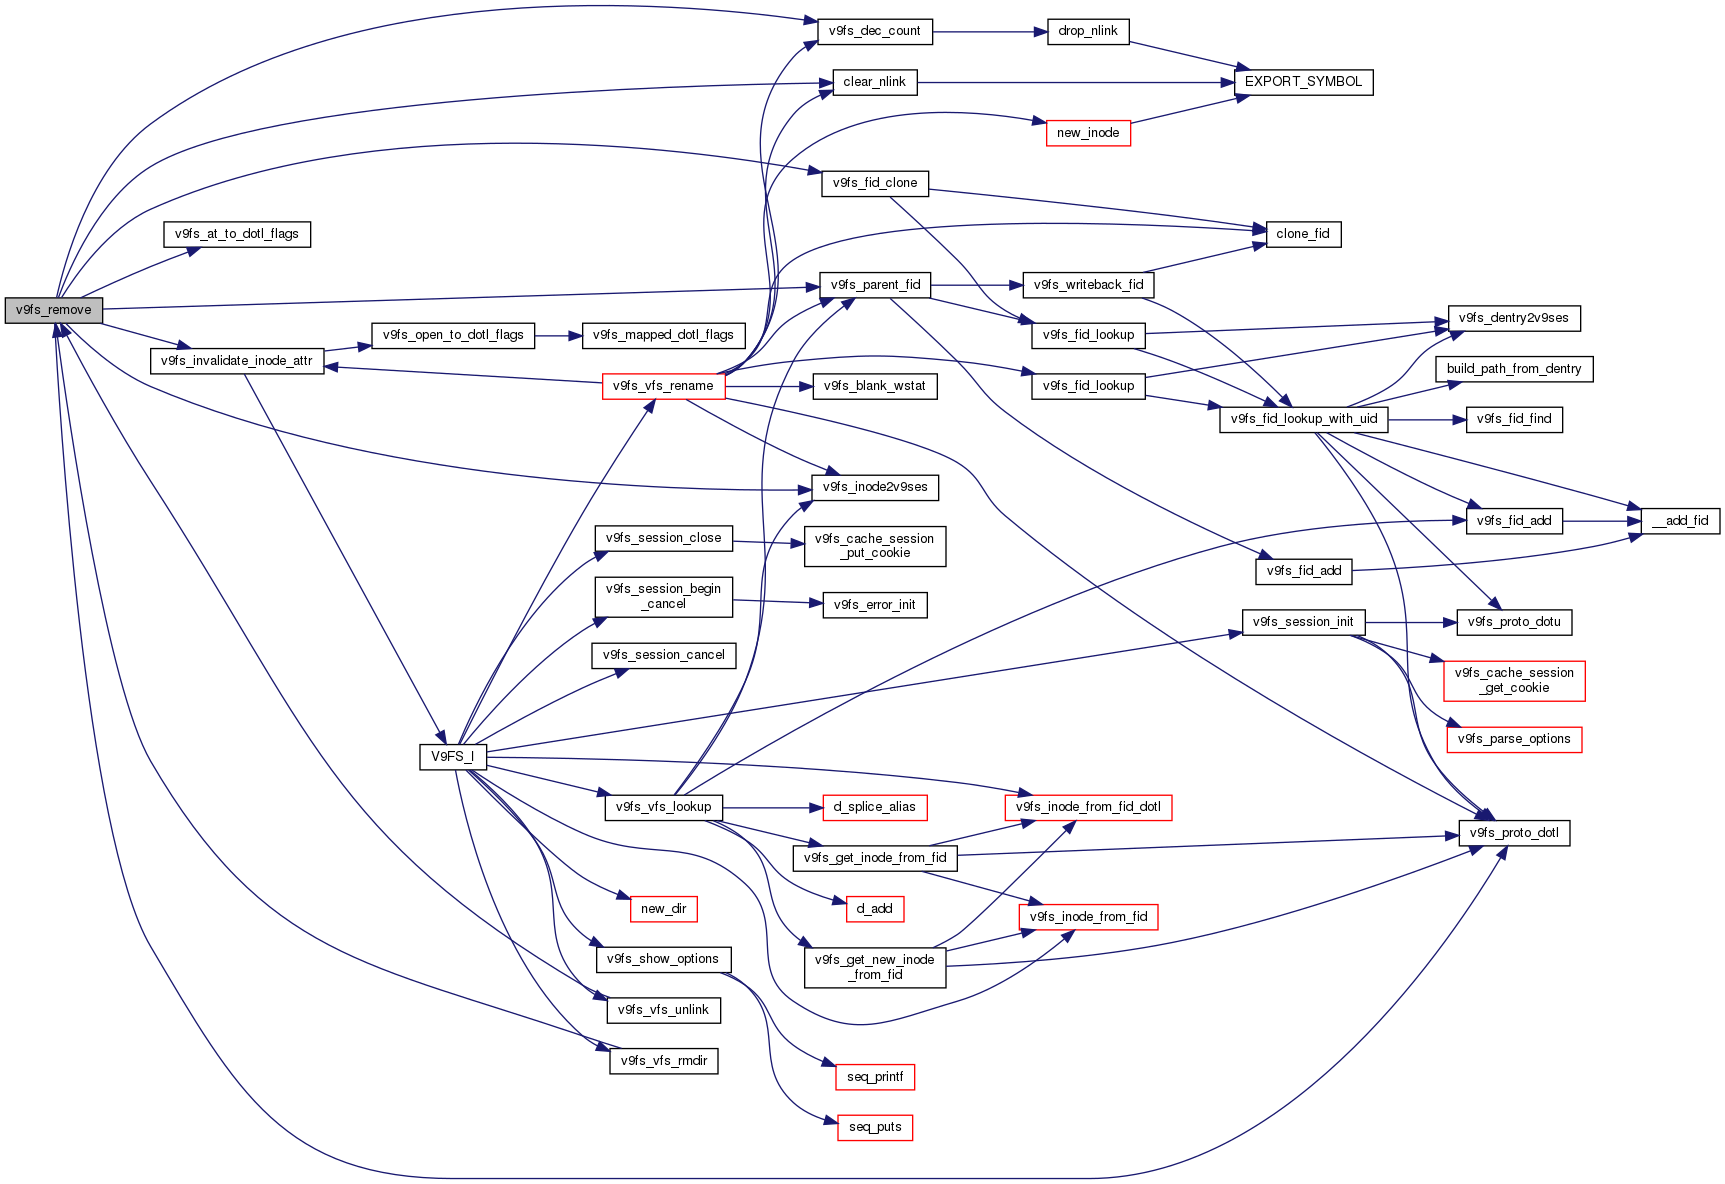 v9fs_dec_count
drop_nlink
clear_nlink
EXPORT_SYMBOL
new_inode
v9fs_fid_clone
v9fs_at_to_dotl_flags
clone_fid
v9fs_parent_fid
v9fs_writeback_fid
v9fs_remove
v9fs_dentry2v9ses
v9fs_open_to_dotl_flags
v9fs_mapped_dotl_flags
v9fs_fid_lookup
v9fs_invalidate_inode_attr
build_path_from_dentry
v9fs_vfs_rename
v9fs_blank_wstat
v9fs_fid_lookup
v9fs_fid_lookup_with_uid
v9fs_fid_find
v9fs_inode2v9ses
v9fs_fid_add
__add_fid
v9fs_session_close
v9fs_cache_session
_put_cookie
v9fs_fid_add
v9fs_session_begin
_cancel
v9fs_error_init
v9fs_session_init
v9fs_proto_dotu
v9fs_session_cancel
v9fs_cache_session
_get_cookie
v9fs_parse_options
V9FS_I
v9fs_vfs_lookup
d_splice_alias
v9fs_inode_from_fid_dotl
v9fs_proto_dotl
v9fs_get_inode_from_fid
new_dir
d_add
v9fs_inode_from_fid
v9fs_show_options
v9fs_get_new_inode
_from_fid
v9fs_vfs_unlink
v9fs_vfs_rmdir
seq_printf
seq_puts